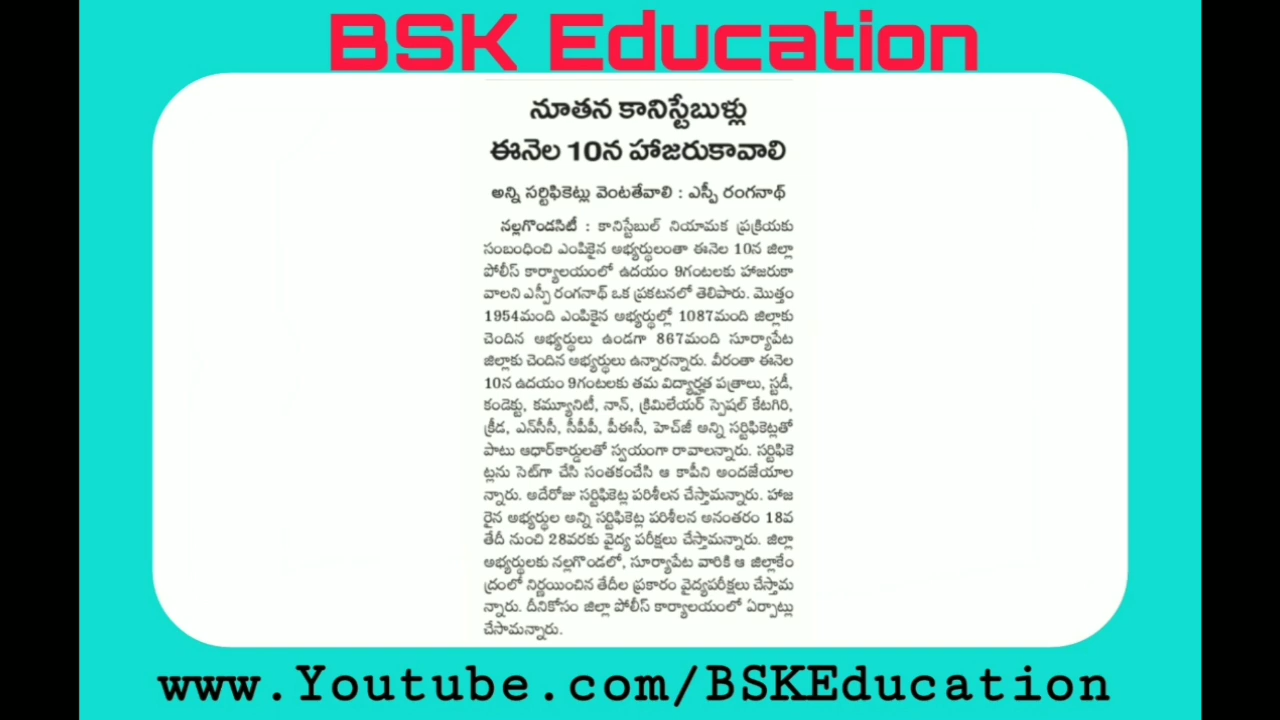 BSK Education
నూతన కానిస్టేబుళ్లు
ఈనెల 10న హాజరుకావాలి
అన్ని సర్టిఫికెట్లు వెంటతేవాలి : ఎస్పీ రంగనాథ్
నల్లగొండసిటీ : కానిస్టేబుల్ నియామక ప్రక్రియకు
సంబంధించి ఎంపికైన అభ్యర్థులంతా ఈనెల 10న జిల్లా
పోలీస్ కార్యాలయంలో ఉదయం 9గంటలకు హాజరుకా
వాలని ఎస్పీ రంగనాథ్ ఒక ప్రకటనలో తెలిపారు. మొత్తం
1954మంది ఎంపికైన అభ్యర్థుల్లో 1087మంది జిల్లాకు
చెందిన అభ్యర్థులు ఉండగా 867మంది సూర్యాపేట
జిల్లాకు చెందిన అభ్యర్థులు ఉన్నారన్నారు. వీరంతా ఈనెల
10న ఉదయం 9గంటలకు తమ విద్యార్హత పత్రాలు, స్టడీ,
కండెక్టు, కమ్యూనిటీ, నాన్, క్రిమిలేయర్ స్పెషల్ కేటగిరి,
క్రీడ, ఎన్‌సీసీ, సీపీపీ, పీఈసీ, హెచ్‌జీ అన్ని సర్టిఫికెట్లతో
పాటు ఆధార్‌కార్డులతో స్వయంగా రావాలన్నారు. సర్టిఫికె
ట్లను సెట్‌గా చేసి సంతకంచేసి ఆ కాపీని అందజేయాల
న్నారు. అదేరోజు సర్టిఫికెట్ల పరిశీలన చేస్తామన్నారు. హాజ
రైన అభ్యర్థుల అన్ని సర్టిఫికెట్ల పరిశీలన అనంతరం 18వ
తేదీ నుంచి 28వరకు వైద్య పరీక్షలు చేస్తామన్నారు. జిల్లా
అభ్యర్థులకు నల్లగొండలో, సూర్యాపేట వారికి ఆ జిల్లాకేం
ద్రంలో నిర్ణయించిన తేదీల ప్రకారం వైద్యపరీక్షలు చేస్తామ
న్నారు. దీనికోసం జిల్లా పోలీస్ కార్యాలయంలో ఏర్పాట్లు
చేసామన్నారు.
www.Youtube.com/BSKEducation